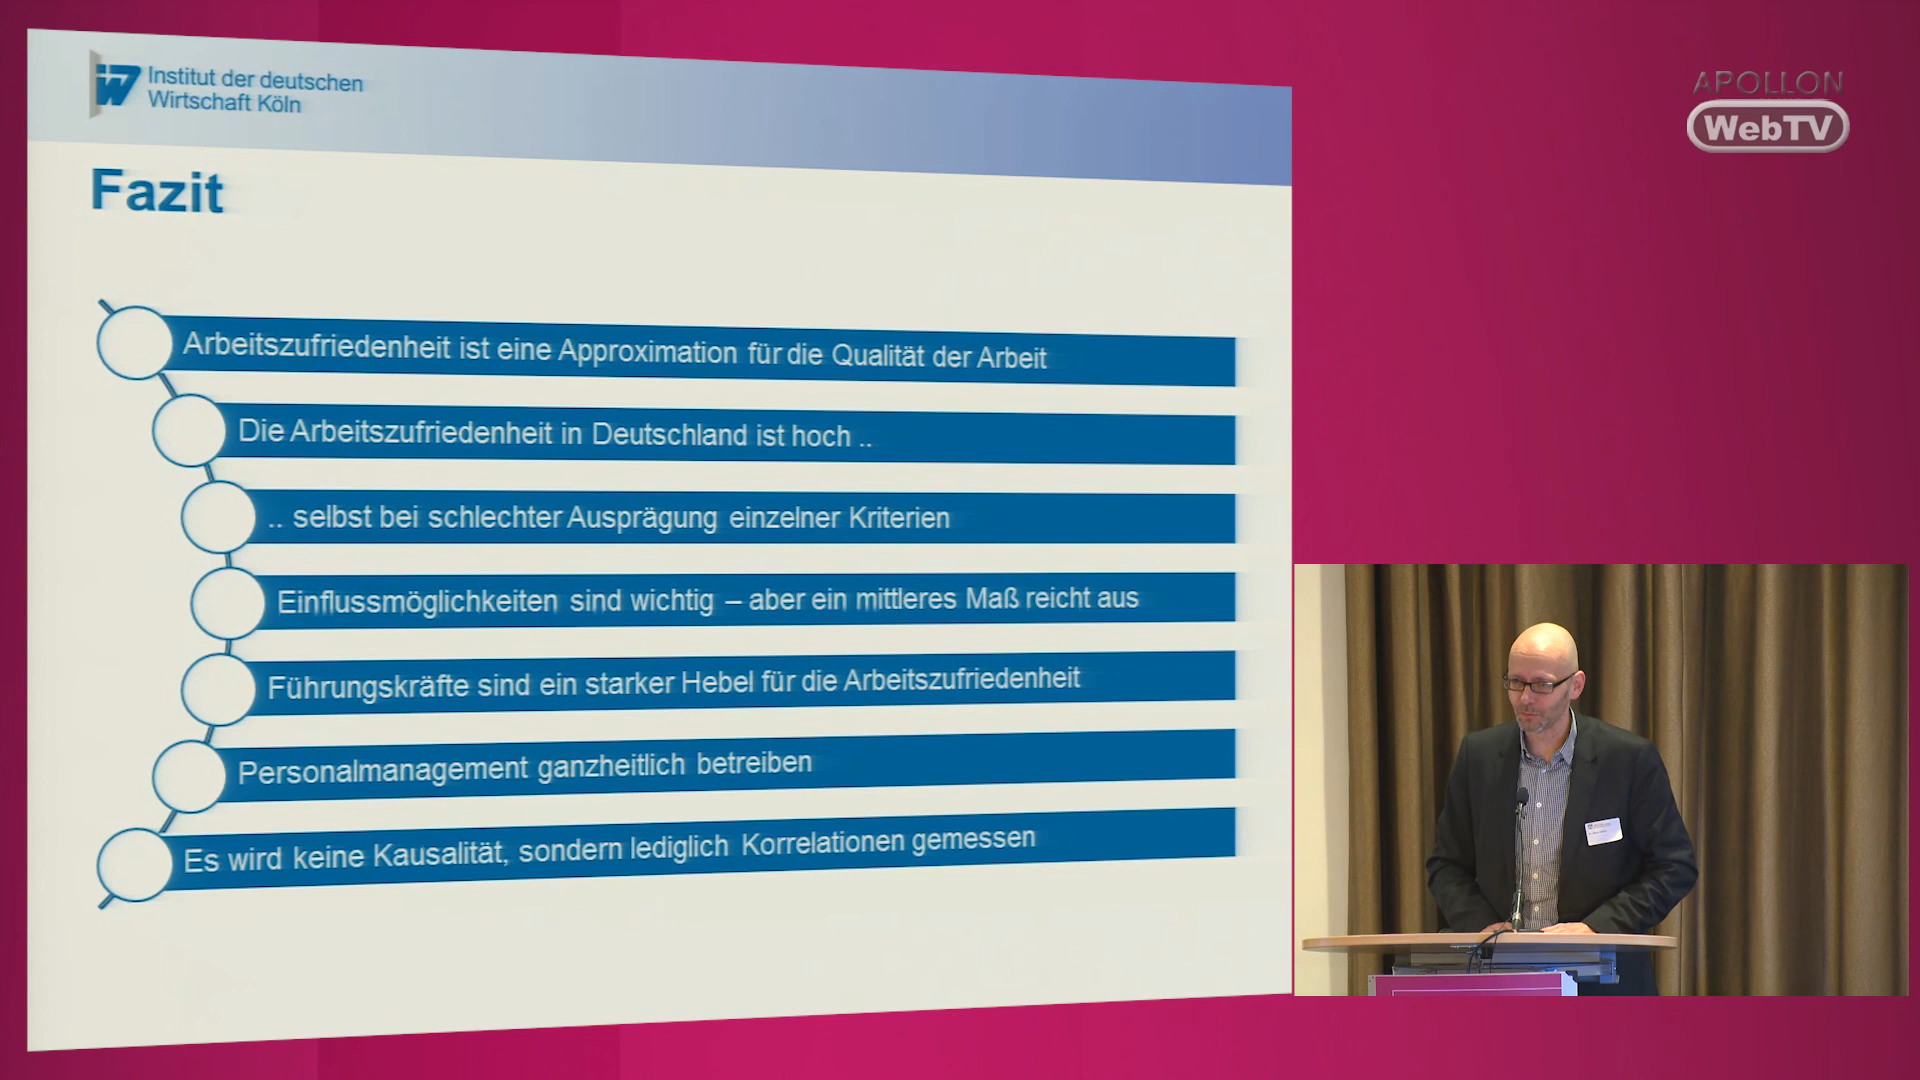 Institut der deutschen
Wirtschaft Köln
APOLLON
WebTV
Fazit
Arbeitszufriedenheit ist eine Approximation für die Qualität der Arbeit
Die Arbeitszufriedenheit in Deutschland ist hoch ..
.. selbst bei schlechter Ausprägung einzelner Kriterien
Einflussmöglichkeiten sind wichtig – aber ein mittleres Maß reicht aus
Führungskräfte sind ein starker Hebel für die Arbeitszufriedenheit
Personalmanagement ganzheitlich betreiben
Es wird keine Kausalität, sondern lediglich Korrelationen gemessen